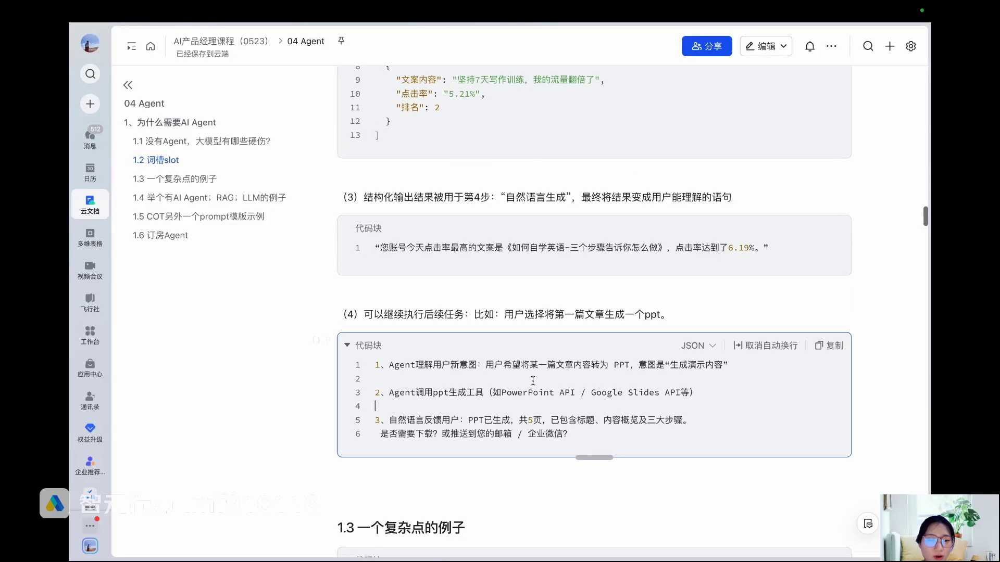 AI产品经理课程（0523） > 04 Agent
已经保存到云端
分享
编辑
512
消息
30
日历
云文档
多维表格
视频会议
飞行社
工作台
应用中心
通讯录
权益升级
企业推荐...
04 Agent
1、为什么需要AI Agent
1.1 没有Agent，大模型有哪些硬伤?
1.2 词槽slot
1.3 一个复杂点的例子
1.4 举个有AI Agent；RAG；LLM的例子
1.5 COT另外一个prompt模版示例
1.6 订房Agent
8 {
9 "文案内容": "坚持7天写作训练，我的流量翻倍了",
10 "点击率": "5.21%",
11 "排名": 2
12 }
13 ]
（3）结构化输出结果被用于第4步：“自然语言生成”，最终将结果变成用户能理解的语句
代码块
1 “您账号今天点击率最高的文案是《如何自学英语-三个步骤告诉你怎么做》，点击率达到了6.19%。”
（4）可以继续执行后续任务：比如：用户选择将第一篇文章生成一个ppt。
代码块 JSON 取消自动换行 复制
1 1、Agent理解用户新意图：用户希望将某一篇文章内容转为 PPT，意图是“生成演示内容”
2
3 2、Agent调用ppt生成工具（如PowerPoint API / Google Slides API等）
4
5 3、自然语言反馈用户：PPT已生成，共5页，已包含标题、内容概览及三大步骤。
6 是否需要下载？或推送到您的邮箱 / 企业微信？
1.3 一个复杂点的例子